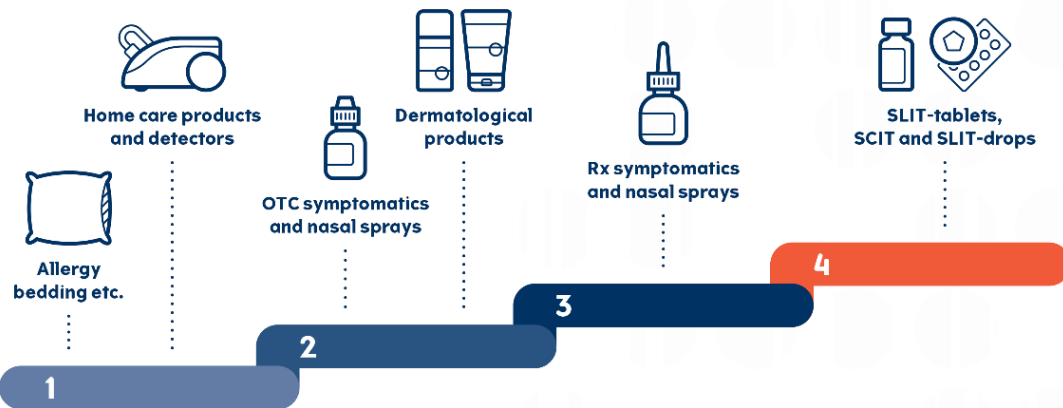 Home care products
and detectors
Dermatological
products
SLIT-tablets,
SCIT and SLIT-drops
Rx symptomatics
and nasal sprays
OTC symptomatics
and nasal sprays
Allergy
bedding etc.
4
3
2
1